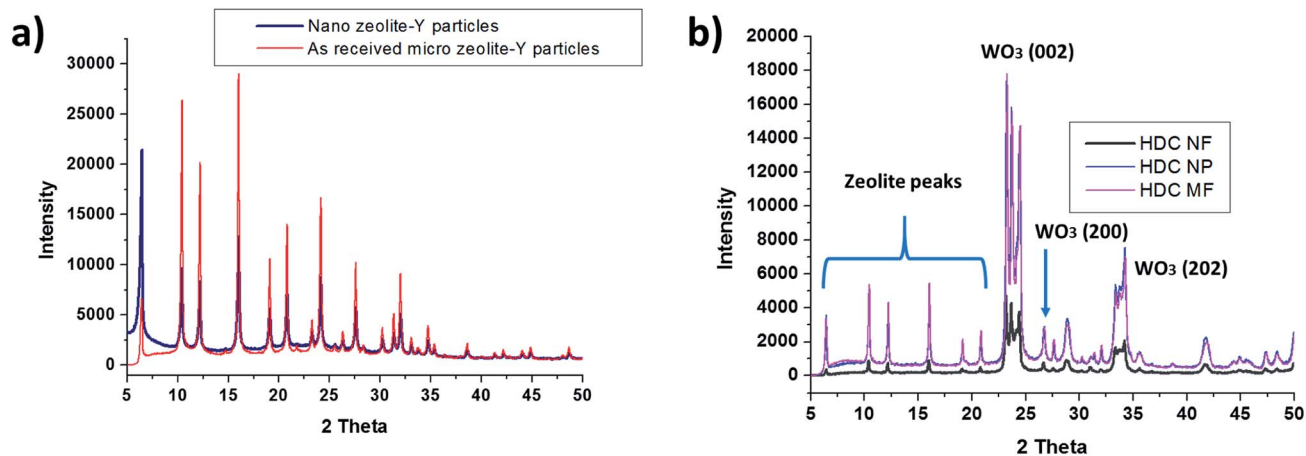 a)
Nano zeolite-Y particles
As received micro zeolite-Y particles
30000
25000
20000
15000
10000
5000
0
Intensity
5 10 15 20 25 30 35 40 45 50
2 Theta
b)
20000
18000
16000
14000
12000
10000
8000
6000
4000
2000
0
Intensity
WO₃ (002)
HDC NF
HDC NP
HDC MF
Zeolite peaks
WO₃ (200)
WO₃ (202)
5 10 15 20 25 30 35 40 45 50
2 Theta